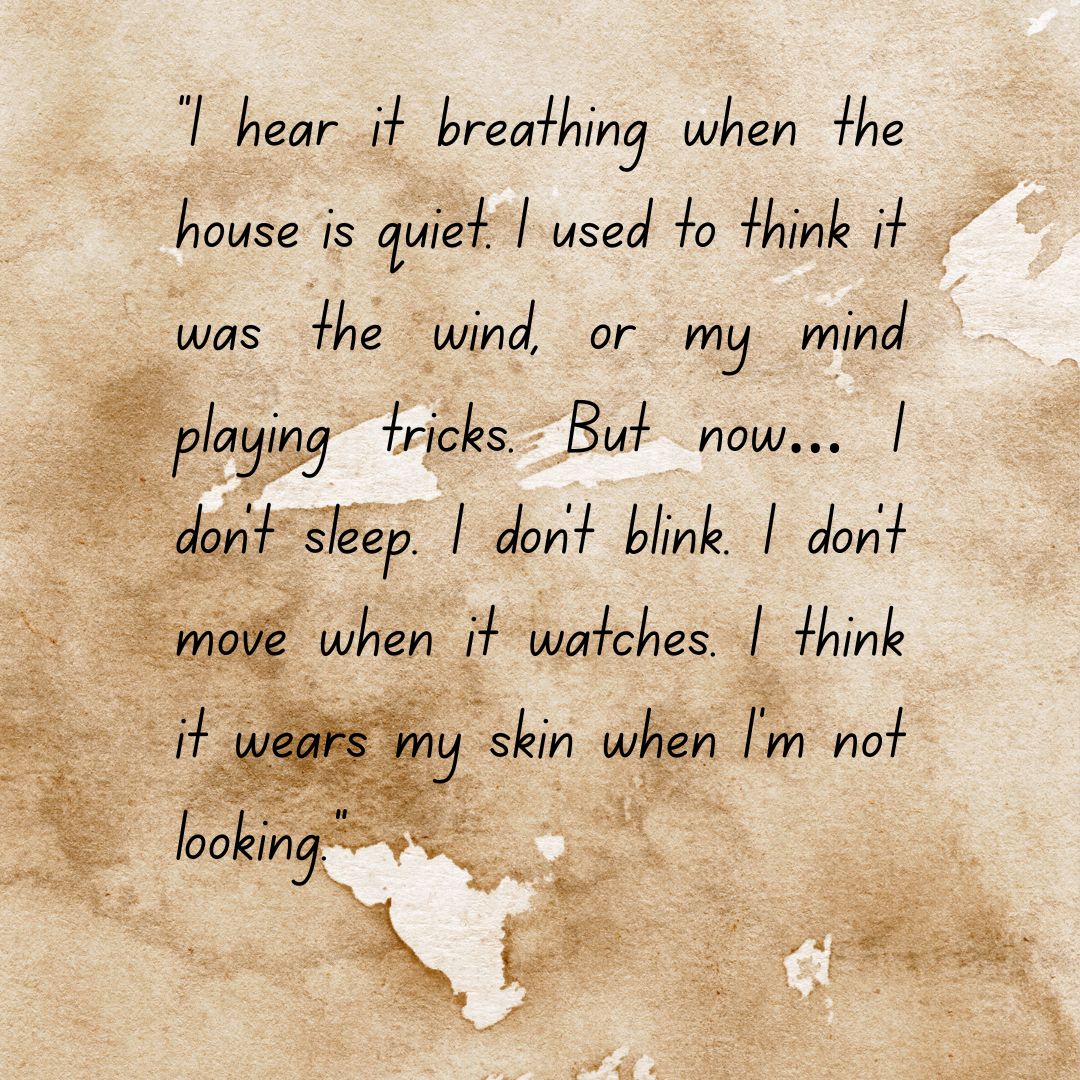 "I hear it breathing when the
house is quiet. I used to think it
was the wind, or my mind
playing tricks. But now... I
don't sleep. I don't blink. I don't
move when it watches. I think
it wears my skin when I'm not
looking."